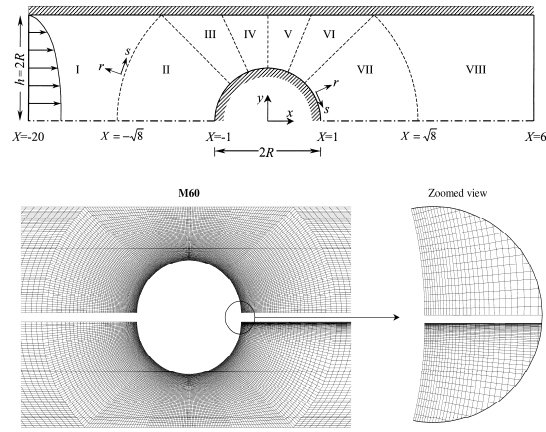 III IV V VI
h=2R r s I II VII VIII r s
y x
X=-20 X=-√8 X=-1 X=1 X=√8 X=6
2R
M60 Zoomed view